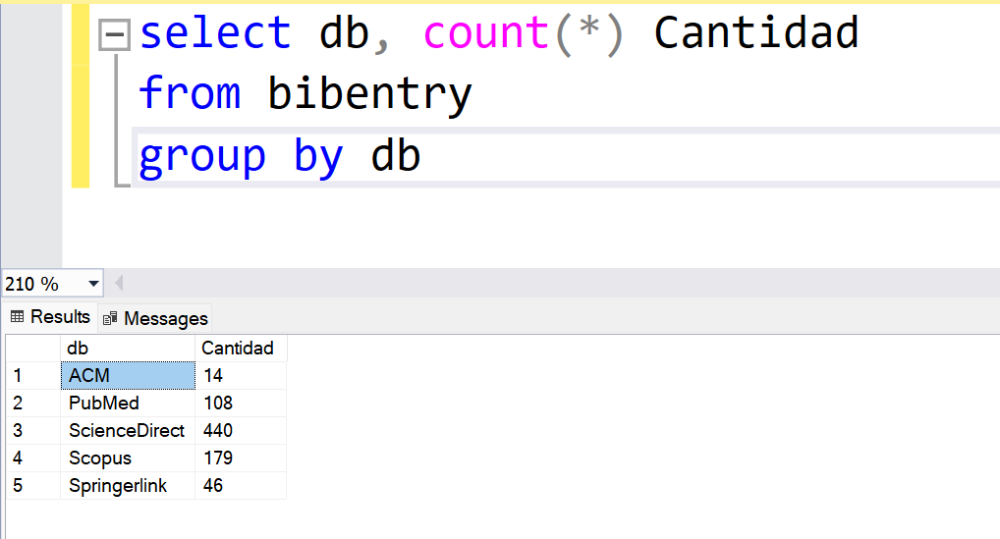 select db, count(*) Cantidad
from bibentry
group by db
210 %
Results Messages
db Cantidad
1 ACM 14
2 PubMed 108
3 ScienceDirect 440
4 Scopus 179
5 Springerlink 46